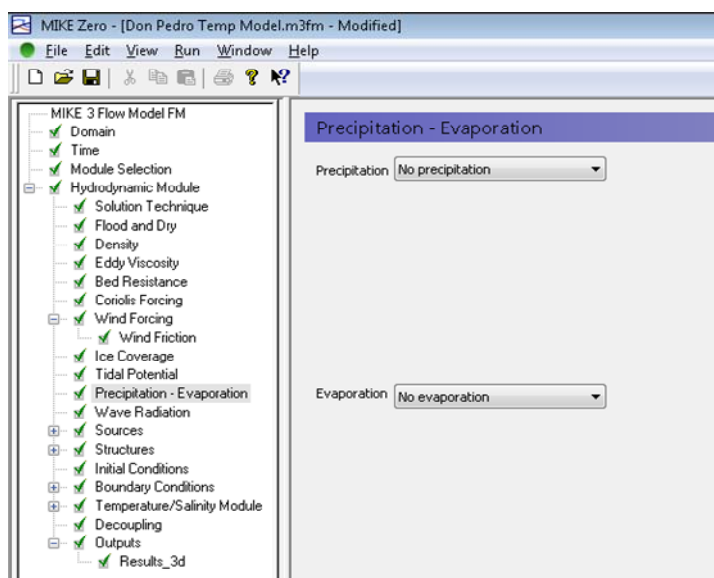 MIKE Zero - [Don Pedro Temp Model.m3fm - Modified]
File Edit View Run Window Help
MIKE 3 Flow Model FM
Domain
Time
Module Selection
Hydrodynamic Module
Solution Technique
Flood and Dry
Density
Eddy Viscosity
Bed Resistance
Coriolis Forcing
Wind Forcing
Wind Friction
Ice Coverage
Tidal Potential
Precipitation - Evaporation
Wave Radiation
Sources
Structures
Initial Conditions
Boundary Conditions
Temperature/Salinity Module
Decoupling
Outputs
Results_3d
Precipitation - Evaporation
Precipitation No precipitation
Evaporation No evaporation